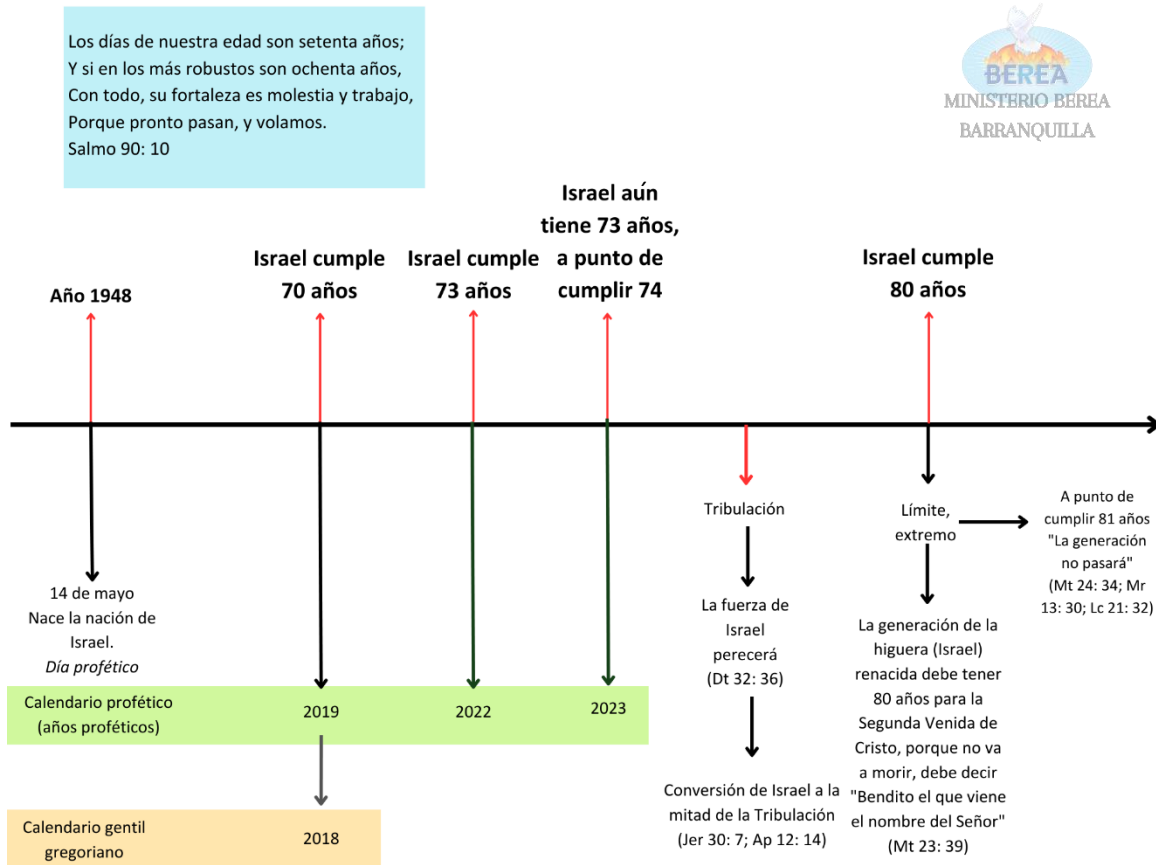 Los días de nuestra edad son setenta años;
Y si en los más robustos son ochenta años,
Con todo, su fortaleza es molestia y trabajo,
Porque pronto pasan, y volamos.
Salmo 90: 10
BEREA
MINISTERIO BEREA
BARRANQUILLA
Año 1948
Israel cumple
70 años
Israel cumple
73 años
Israel aún
tiene 73 años,
a punto de
cumplir 74
Israel cumple
80 años
14 de mayo
Nace la nación de
Israel.
Día profético
Tribulación
La fuerza de
Israel
perecerá
(Dt 32: 36)
Conversión de Israel a la
mitad de la Tribulación
(Jer 30: 7; Ap 12: 14)
Límite,
extremo
La generación de la
higuera (Israel)
renacida debe tener
80 años para la
Segunda Venida de
Cristo, porque no va
a morir, debe decir
"Bendito el que viene
el nombre del Señor"
(Mt 23: 39)
A punto de
cumplir 81 años
"La generación
no pasará"
(Mt 24: 34; Mr
13: 30; Lc 21: 32)
Calendario profético
(años proféticos)
2019
2022
2023
Calendario gentil
gregoriano
2018